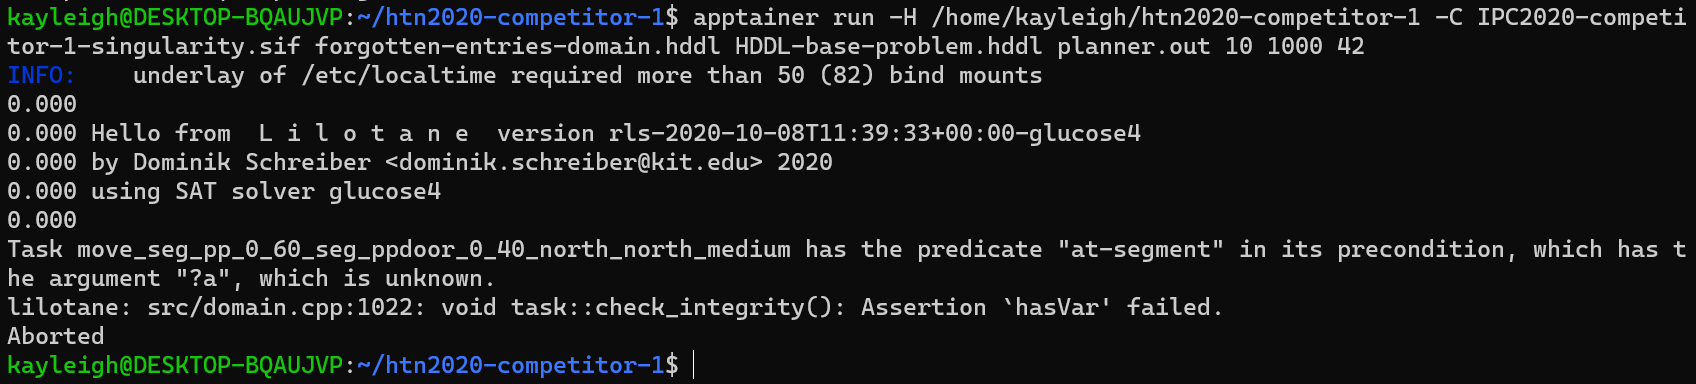 kayleigh@DESKTOP-BQAUJVP:~/htn2020-competitor-1$ apptainer run -H /home/kayleigh/htn2020-competitor-1 -C IPC2020-competi
tor-1-singularity.sif forgotten-entries-domain.hddl HDDL-base-problem.hddl planner.out 10 1000 42
INFO:    underlay of /etc/localtime required more than 50 (82) bind mounts
0.000
0.000 Hello from  L i l o t a n e  version rls-2020-10-08T11:39:33+00:00-glucose4
0.000 by Dominik Schreiber <dominik.schreiber@kit.edu> 2020
0.000 using SAT solver glucose4
0.000
Task move_seg_pp_0_60_seg_ppdoor_0_40_north_north_medium has the predicate "at-segment" in its precondition, which has t
he argument "?a", which is unknown.
lilotane: src/domain.cpp:1022: void task::check_integrity(): Assertion `hasVar' failed.
Aborted
kayleigh@DESKTOP-BQAUJVP:~/htn2020-competitor-1$